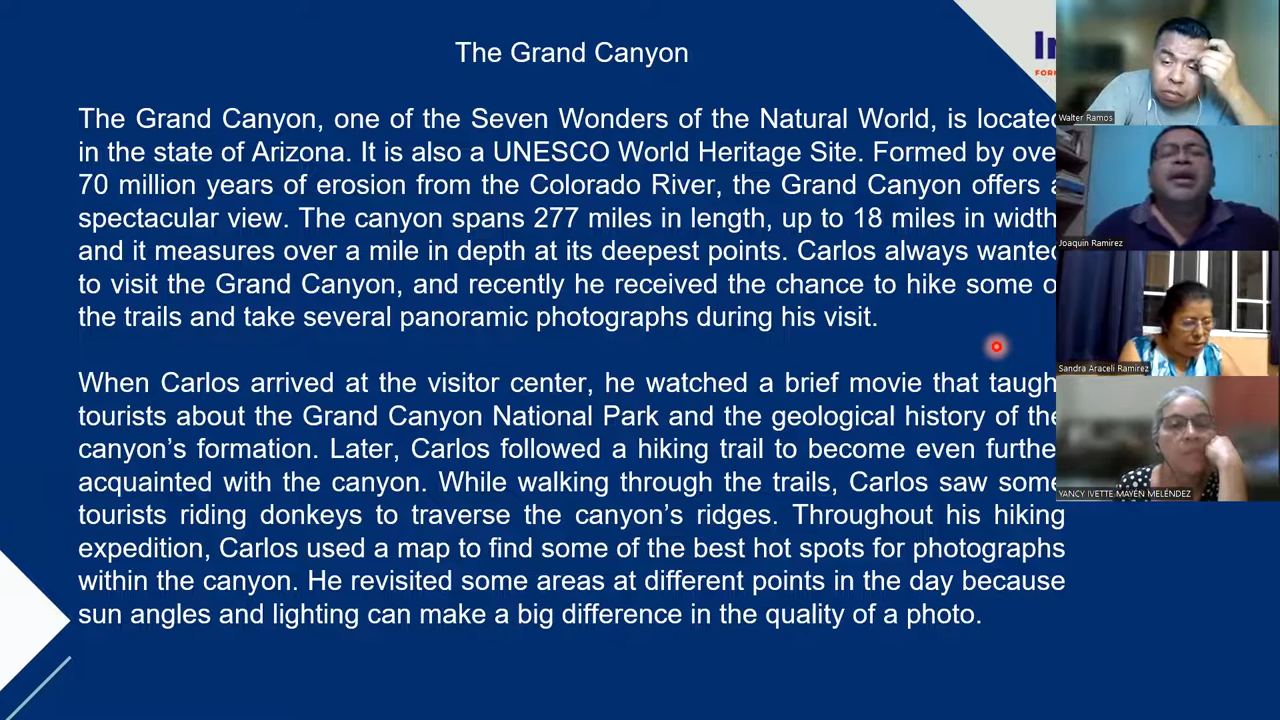 The Grand Canyon
The Grand Canyon, one of the Seven Wonders of the Natural World, is located
in the state of Arizona. It is also a UNESCO World Heritage Site. Formed by ove
70 million years of erosion from the Colorado River, the Grand Canyon offers a
spectacular view. The canyon spans 277 miles in length, up to 18 miles in width
and it measures over a mile in depth at its deepest points. Carlos always wanted
to visit the Grand Canyon, and recently he received the chance to hike some o
the trails and take several panoramic photographs during his visit.
When Carlos arrived at the visitor center, he watched a brief movie that taugh
tourists about the Grand Canyon National Park and the geological history of the
canyon's formation. Later, Carlos followed a hiking trail to become even furthe
acquainted with the canyon. While walking through the trails, Carlos saw some
tourists riding donkeys to traverse the canyon's ridges. Throughout his hiking
expedition, Carlos used a map to find some of the best hot spots for photographs
within the canyon. He revisited some areas at different points in the day because
sun angles and lighting can make a big difference in the quality of a photo.
Walter Ramos
Joaquin Ramirez
Sandra Araceli Ramirez
YANCY IVETTE MAYÉN MELÉNDEZ